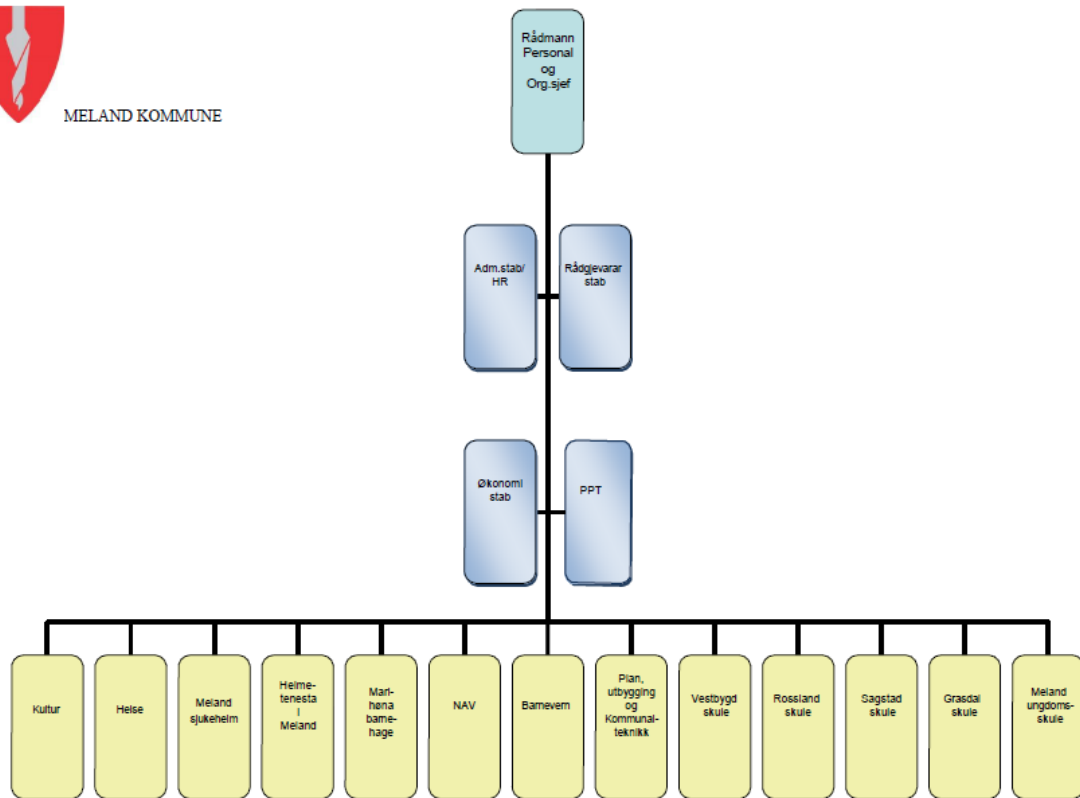 MELAND KOMMUNE
Rådmann
Personal
og
Org.sjef
Adm.stab/
HR
Rådgjevarar
stab
Økonomi
stab
PPT
Kultur
Helse
Meland
sjukeheim
Heime-
tenesta
i
Meland
Mari-
høna
barne-
hage
NAV
Barnevern
Plan,
utbygging
og
Kommunal-
teknikk
Vestbygd
skule
Rossland
skule
Sagstad
skule
Grasdal
skule
Meland
ungdoms-
skule